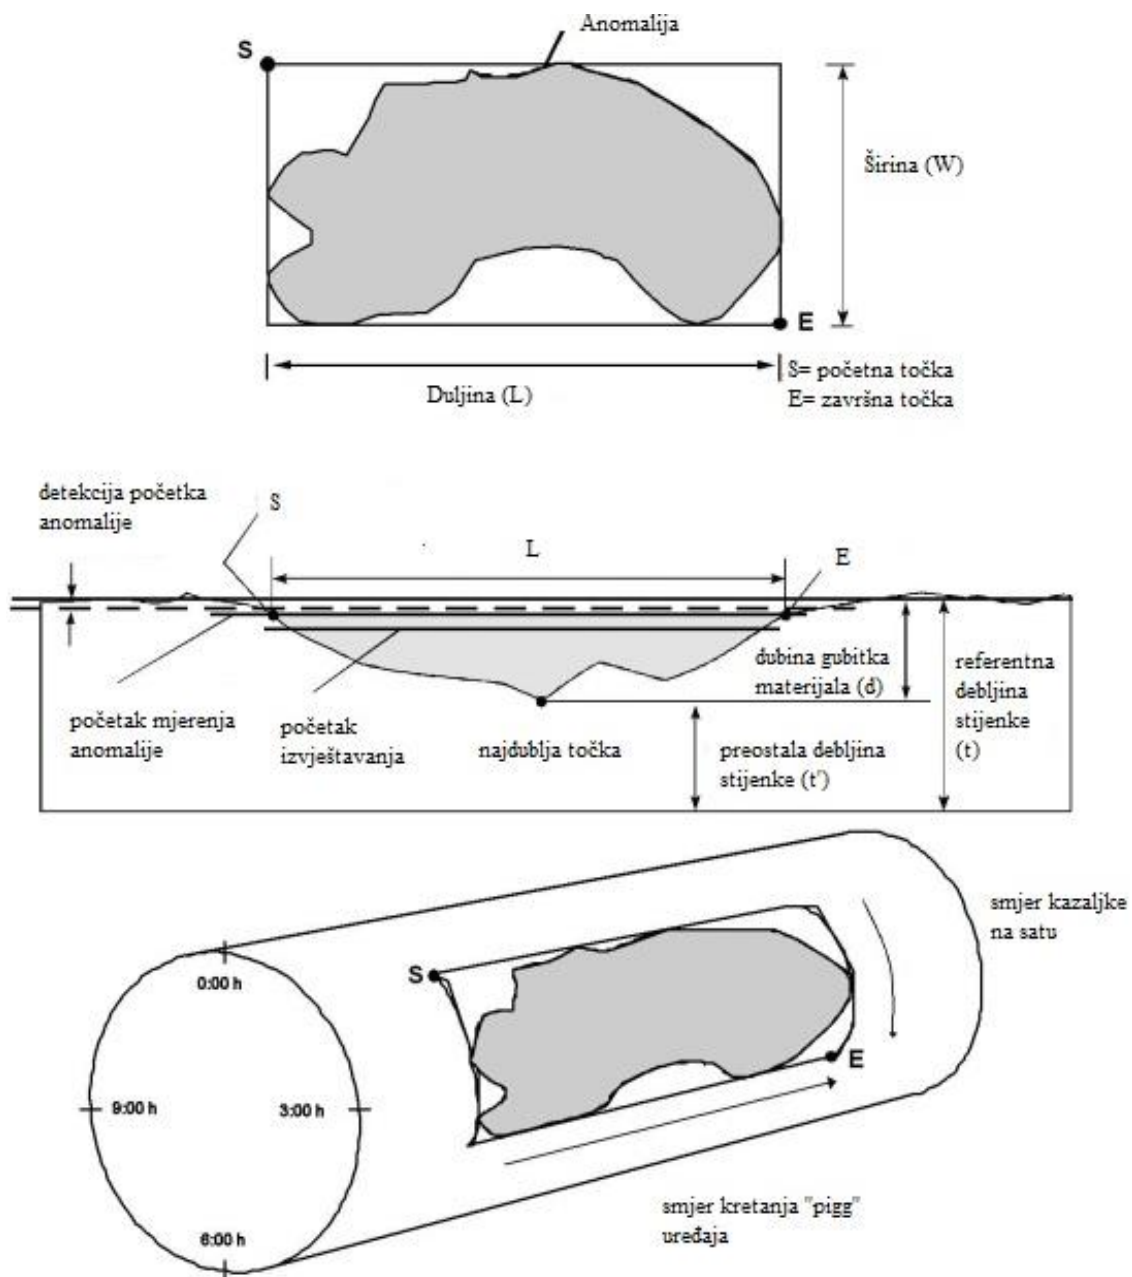 Anomalija
S
Širina (W)
E
Duljina (L)
S= početna točka
E= završna točka
detekcija početka
anomalije
S
L
E
dubina gubitka
materijala (d)
referentna
debljina
stijenke
(t)
početak mjerenja
anomalije
početak
izvještavanja
najdublja točka
preostala debljina
stijenke (t')
smjer kazaljke
na satu
S
0:00 h
E
9:00 h
3:00 h
smjer kretanja "pigg"
uređaja
6:00 h